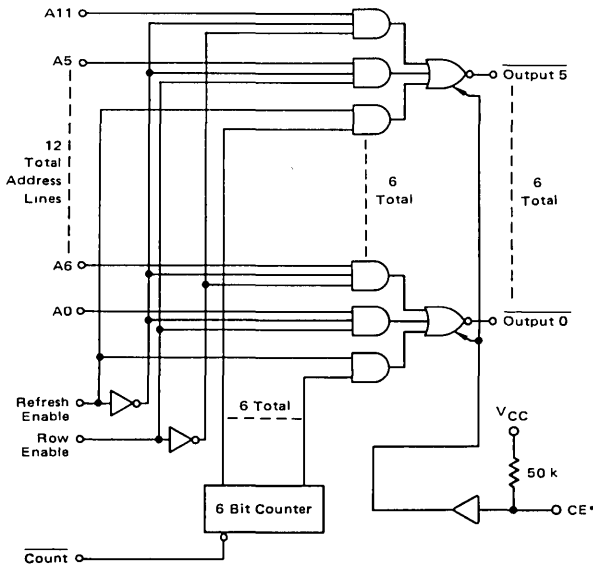 A11
A5
Output 5
12
Total
Address
Lines
6
Total
6
Total
A6
A0
Output 0
Refresh
Enable
6 Total
Row
Enable
VCC
50 k
6 Bit Counter
CE*
Count